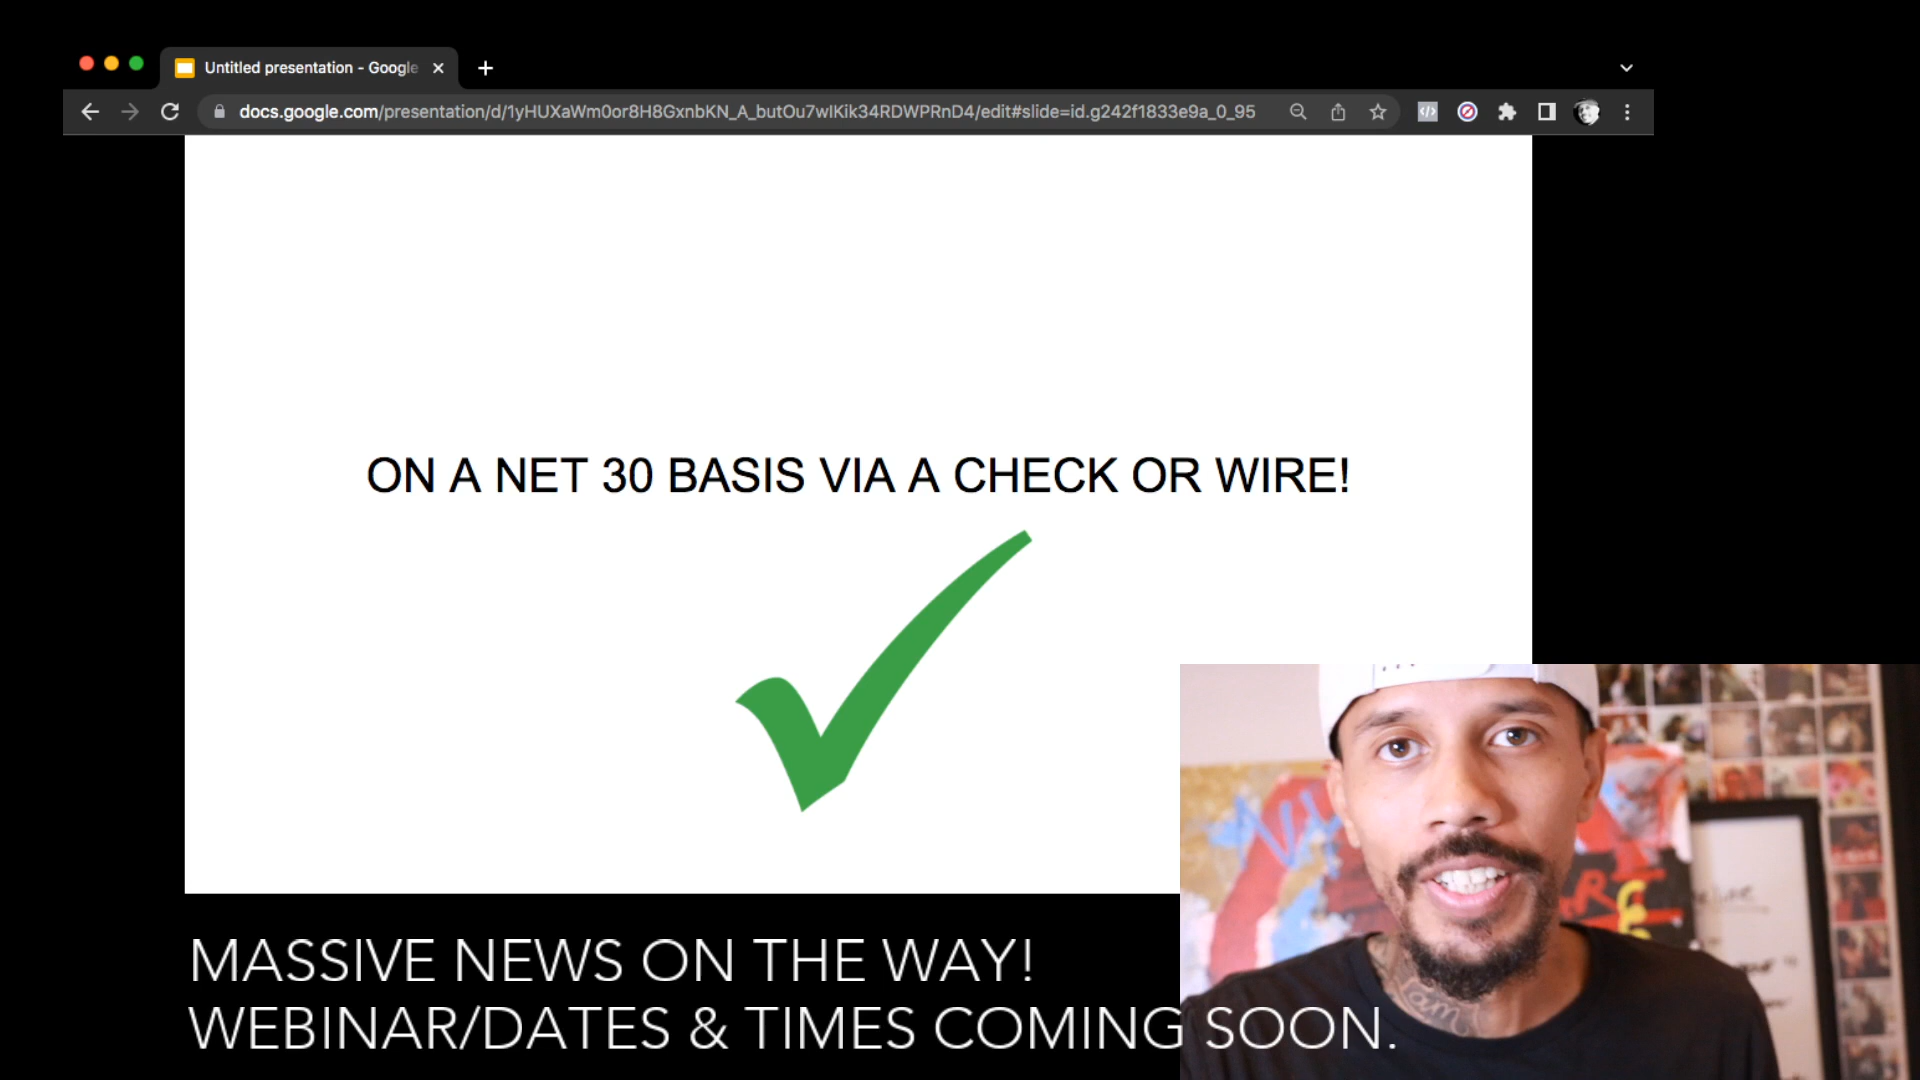 Untitled presentation - Google
docs.google.com/presentation/d/1yHUXaWm0or8H8GxnbKN_A_butOu7wlKik34RDWPRnD4/edit#slide=id.g242f1833e9a_0_95
ON A NET 30 BASIS VIA A CHECK OR WIRE!
MASSIVE NEWS ON THE WAY!
WEBINAR/DATES & TIMES COMING SOON.